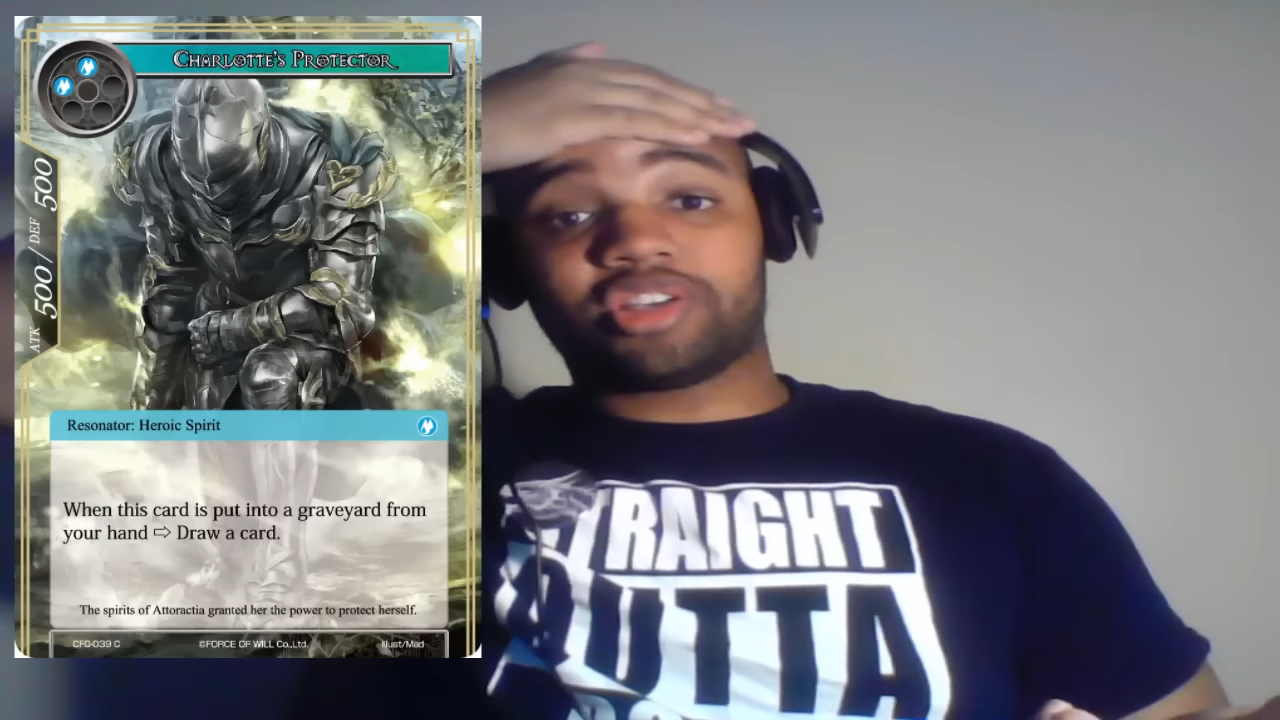 CHARLOTTE'S PROTECTOR
ATK 500 / DEF 500
Resonator: Heroic Spirit
When this card is put into a graveyard from
your hand ⇨ Draw a card.
The spirits of Attoractia granted her the power to protect herself.
CFC-039 C ©FORCE OF WILL Co.,Ltd. Illust/Mad
STRAIGHT
OUTTA